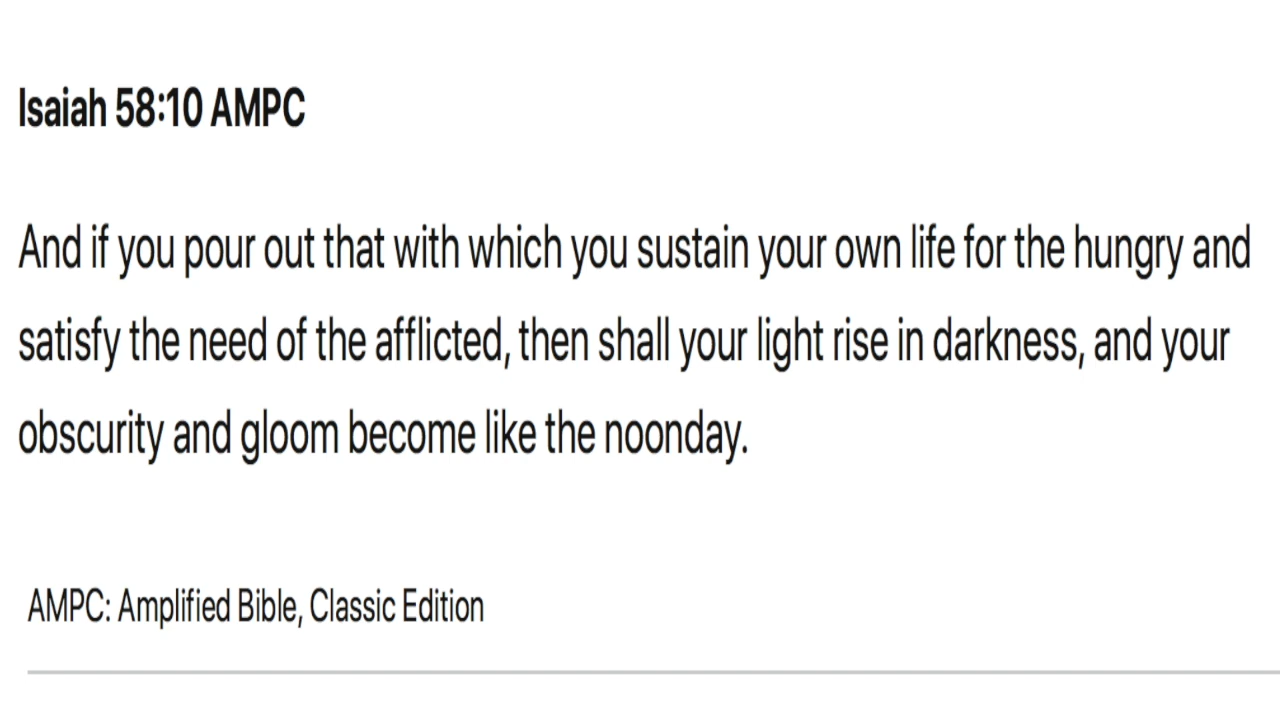 Isaiah 58:10 AMPC
And if you pour out that with which you sustain your own life for the hungry and
satisfy the need of the afflicted, then shall your light rise in darkness, and your
obscurity and gloom become like the noonday.
AMPC: Amplified Bible, Classic Edition